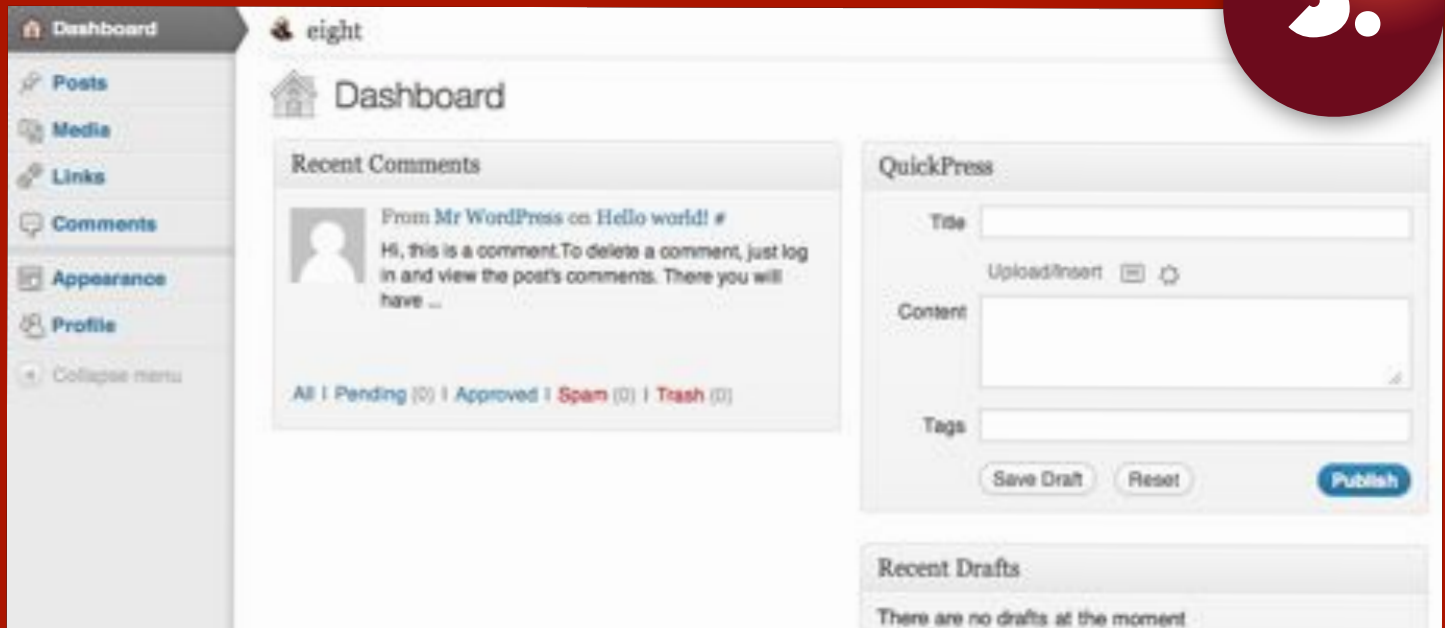 Dashboard
Posts
Media
Links
Comments
Appearance
Profile
Collapse menu
eight
Dashboard
Recent Comments
From Mr WordPress on Hello world! #
Hi, this is a comment.To delete a comment, just log
in and view the post's comments. There you will
have ...
All | Pending (0) | Approved | Spam (0) | Trash (0)
QuickPress
Title
Upload/Insert
Content
Tags
Save Draft Reset Publish
Recent Drafts
There are no drafts at the moment